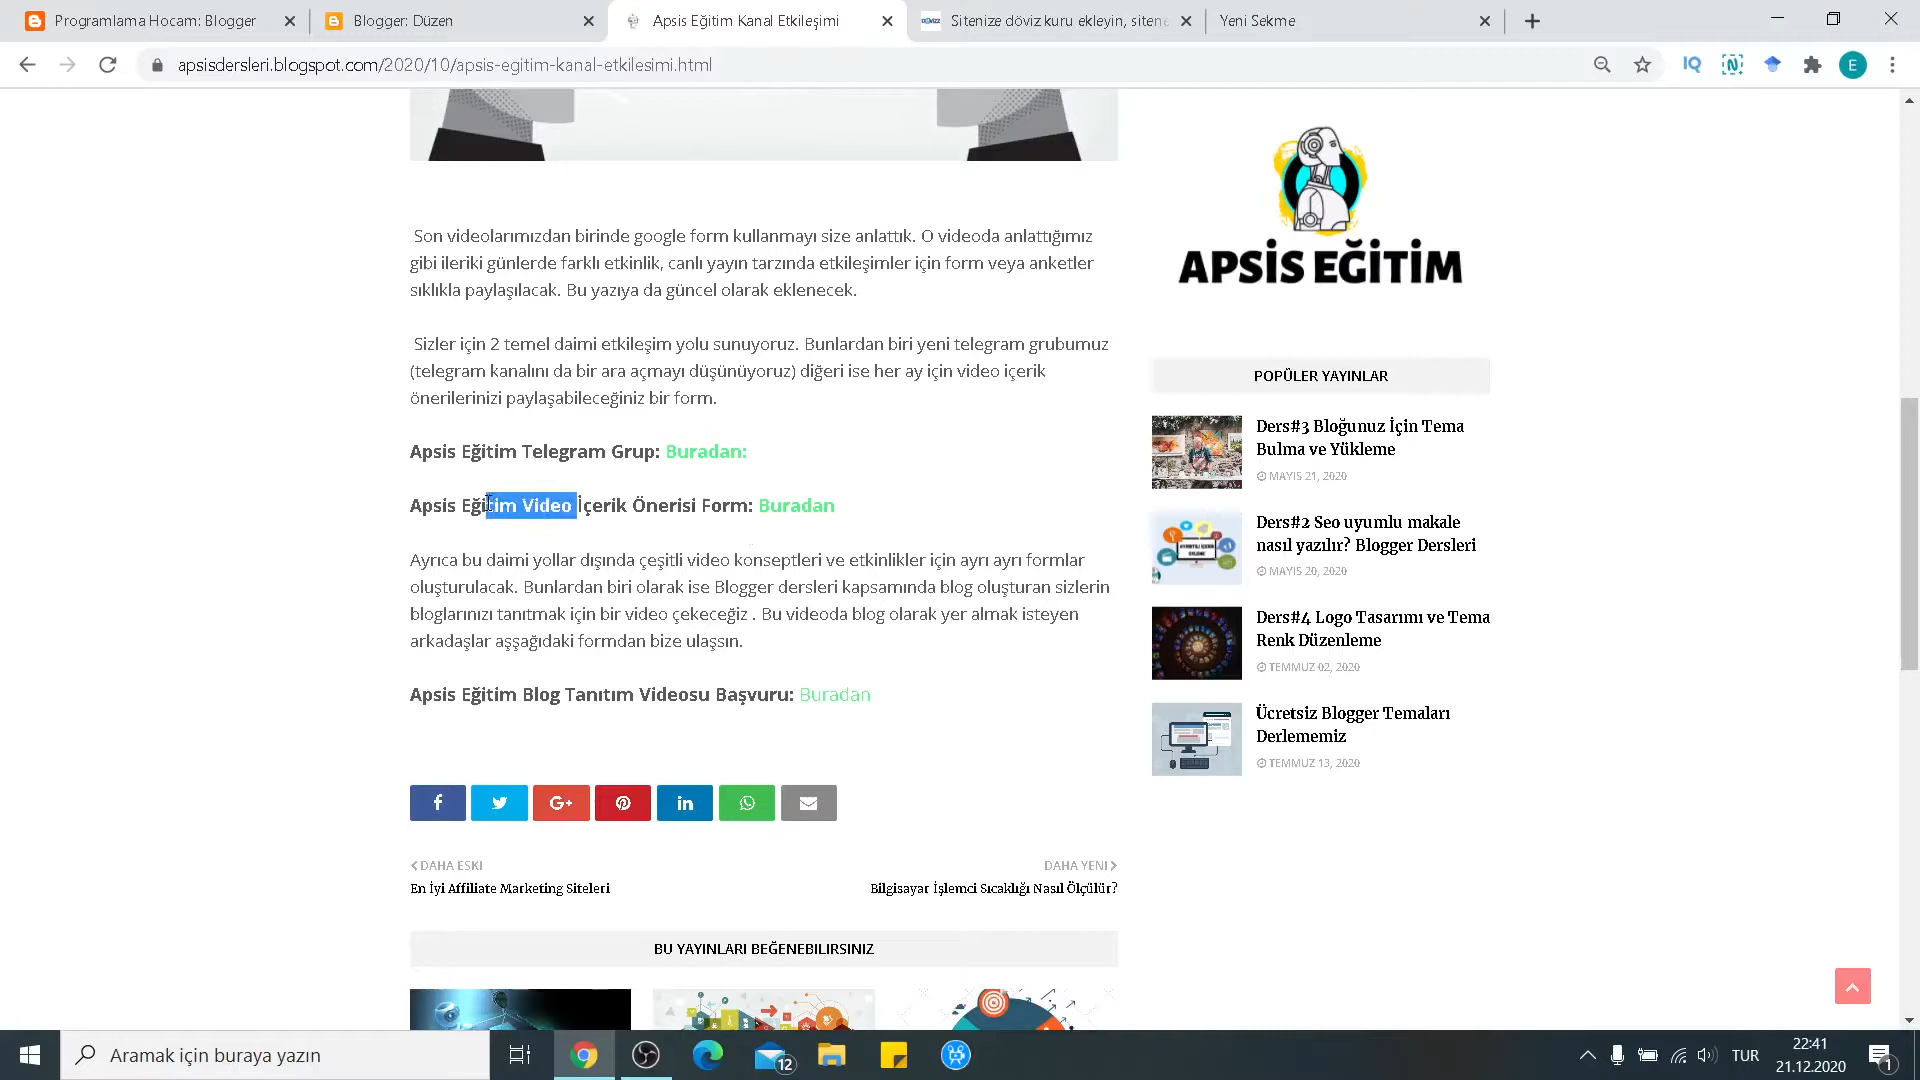 Programlama Hocam: Blogger
Blogger: Düzen
Apsis Eğitim Kanal Etkileşimi
Sitenize döviz kuru ekleyin, sitene
Yeni Sekme
apsisdersleri.blogspot.com/2020/10/apsis-egitim-kanal-etkilesimi.html
IQ
E
Son videolarımızdan birinde google form kullanmayı size anlattık. O videoda anlattığımız
gibi ileriki günlerde farklı etkinlik, canlı yayın tarzında etkileşimler için form veya anketler
sıklıkla paylaşılacak. Bu yazıya da güncel olarak eklenecek.
Sizler için 2 temel daimi etkileşim yolu sunuyoruz. Bunlardan biri yeni telegram grubumuz
(telegram kanalını da bir ara açmayı düşünüyoruz) diğeri ise her ay için video içerik
önerilerinizi paylaşabileceğiniz bir form.
Apsis Eğitim Telegram Grup: Buradan:
Apsis Eğitim Video İçerik Önerisi Form: Buradan
Ayrıca bu daimi yollar dışında çeşitli video konseptleri ve etkinlikler için ayrı ayrı formlar
oluşturulacak. Bunlardan biri olarak ise Blogger dersleri kapsamında blog oluşturan sizlerin
bloglarınızı tanıtmak için bir video çekeceğiz . Bu videoda blog olarak yer almak isteyen
arkadaşlar aşşağıdaki formdan bize ulaşsın.
Apsis Eğitim Blog Tanıtım Videosu Başvuru: Buradan
DAHA ESKI
En İyi Affiliate Marketing Siteleri
DAHA YENI
Bilgisayar İşlemci Sıcaklığı Nasıl Ölçülür?
BU YAYINLARI BEĞENEBILIRSINIZ
APSİS EĞİTİM
POPÜLER YAYINLAR
Ders#3 Bloğunuz İçin Tema
Bulma ve Yükleme
MAYIS 21, 2020
Ders#2 Seo uyumlu makale
nasıl yazılır? Blogger Dersleri
MAYIS 20, 2020
Ders#4 Logo Tasarımı ve Tema
Renk Düzenleme
TEMMUZ 02, 2020
Ücretsiz Blogger Temaları
Derlememiz
TEMMUZ 13, 2020
Aramak için buraya yazın
12
TUR
22:41
21.12.2020
1